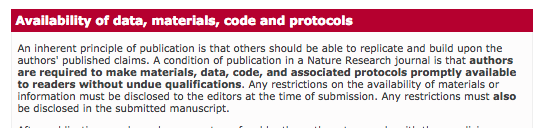 Availability of data, materials, code and protocols
An inherent principle of publication is that others should be able to replicate and build upon the
authors' published claims. A condition of publication in a Nature Research journal is that authors
are required to make materials, data, code, and associated protocols promptly available
to readers without undue qualifications. Any restrictions on the availability of materials or
information must be disclosed to the editors at the time of submission. Any restrictions must also
be disclosed in the submitted manuscript.